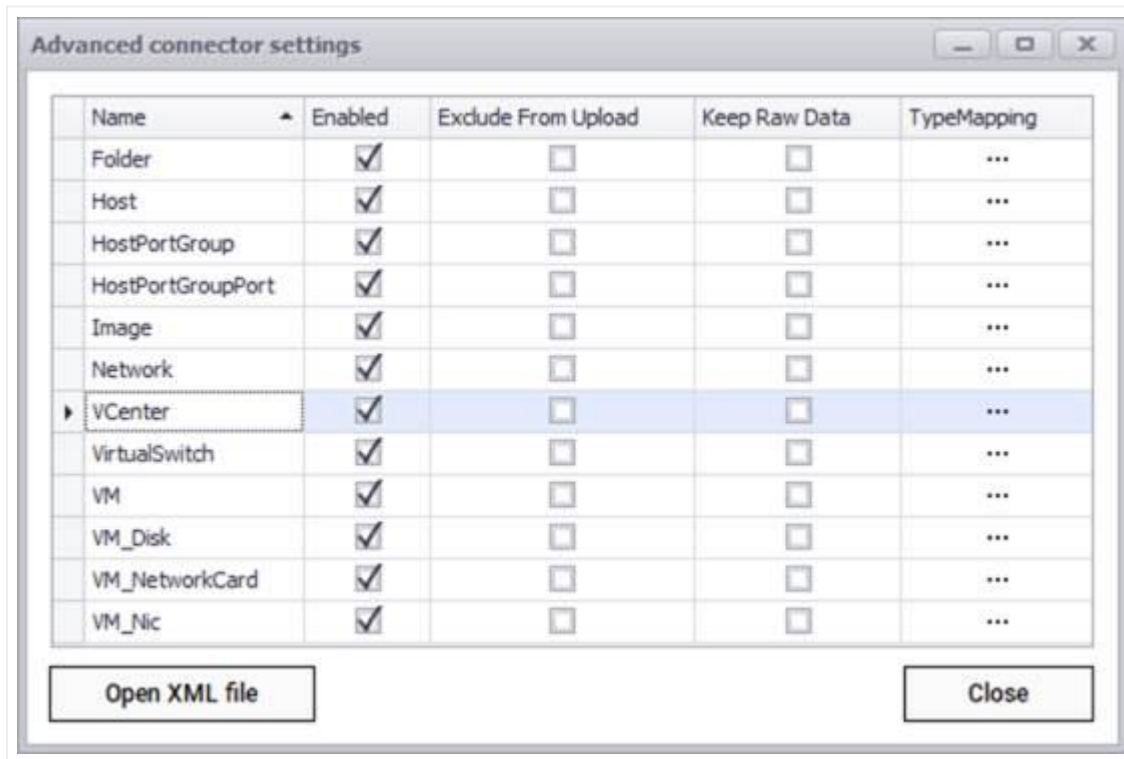 Advanced connector settings
Name Enabled Exclude From Upload Keep Raw Data TypeMapping
Folder ...
Host ...
HostPortGroup ...
HostPortGroupPort ...
Image ...
Network ...
VCenter ...
VirtualSwitch ...
VM ...
VM_Disk ...
VM_NetworkCard ...
VM_Nic ...
Open XML file Close